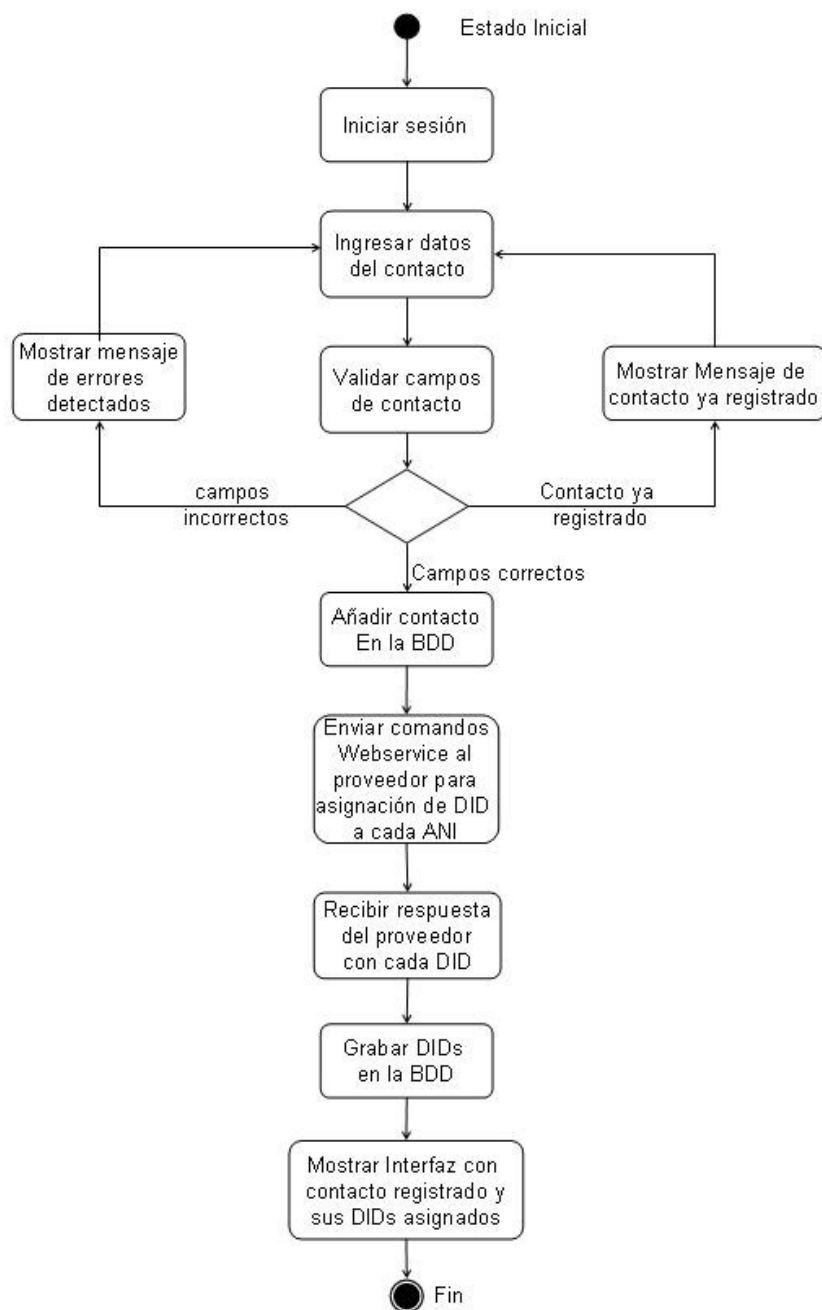 Estado Inicial
Iniciar sesión
Ingresar datos
del contacto
Mostrar mensaje
de errores
detectados
Validar campos
de contacto
Mostrar Mensaje de
contacto ya registrado
campos
incorrectos
Contacto ya
registrado
Campos correctos
Añadir contacto
En la BDD
Enviar comandos
Webservice al
proveedor para
asignación de DID
a cada ANI
Recibir respuesta
del proveedor
con cada DID
Grabar DIDs
en la BDD
Mostrar Interfaz con
contacto registrado y
sus DIDs asignados
Fin